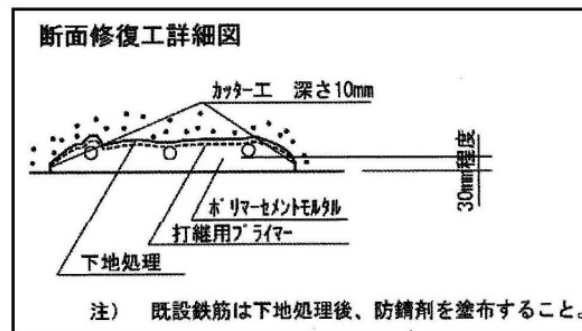 断面修復工詳細図
カッター工 深さ10mm
30mm程度
ポリマーセメントモルタル
打継用プライマー
下地処理
注) 既設鉄筋は下地処理後、防錆剤を塗布すること。